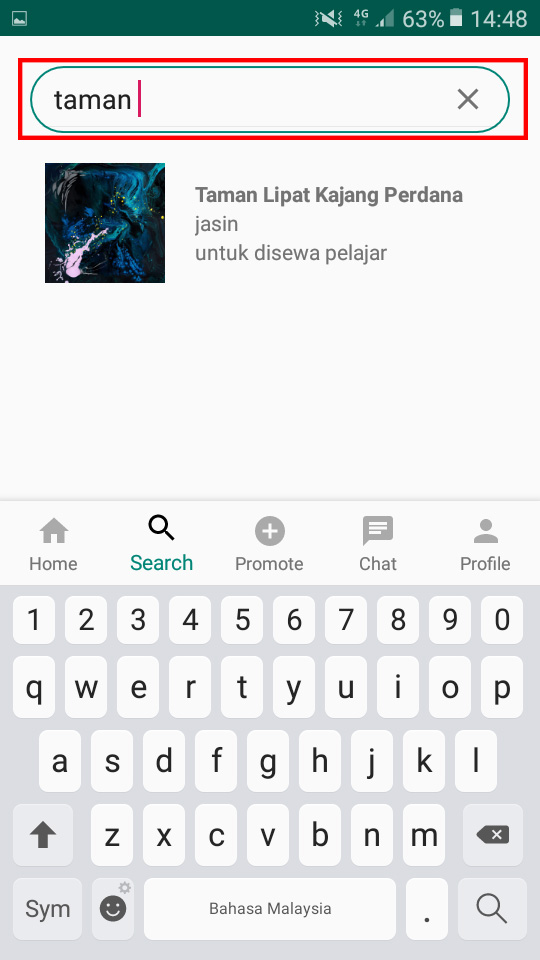 4G 63% 14:48
taman
Taman Lipat Kajang Perdana
jasin
untuk disewa pelajar
Home Search Promote Chat Profile
1 2 3 4 5 6 7 8 9 0
q w e r t y u i o p
a s d f g h j k l
z x c v b n m
Sym Bahasa Malaysia .